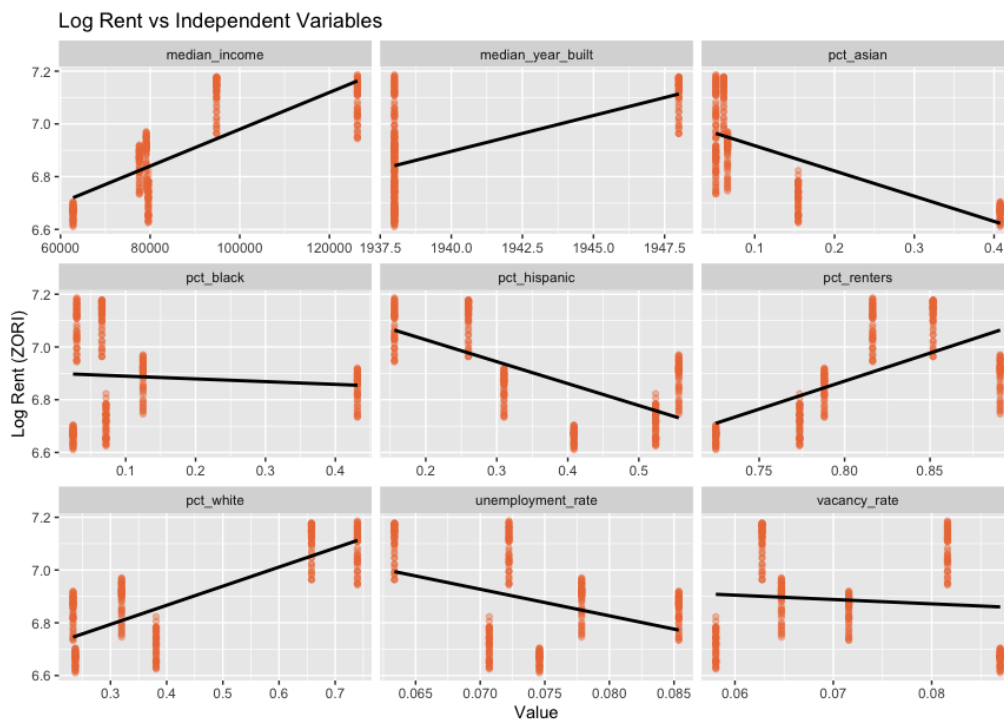 Log Rent vs Independent Variables
median_income median_year_built pct_asian
7.2
7.0
6.8
6.6
60000 80000 100000 120000 1937.5 1940.0 1942.5 1945.0 1947.5 0.1 0.2 0.3 0.4
pct_black pct_hispanic pct_renters
Log Rent (ZORI)
7.2
7.0
6.8
6.6
0.1 0.2 0.3 0.4 0.2 0.3 0.4 0.5 0.75 0.80 0.85
pct_white unemployment_rate vacancy_rate
7.2
7.0
6.8
6.6
0.3 0.4 0.5 0.6 0.7 0.065 0.070 0.075 0.080 0.085 0.06 0.07 0.08
Value